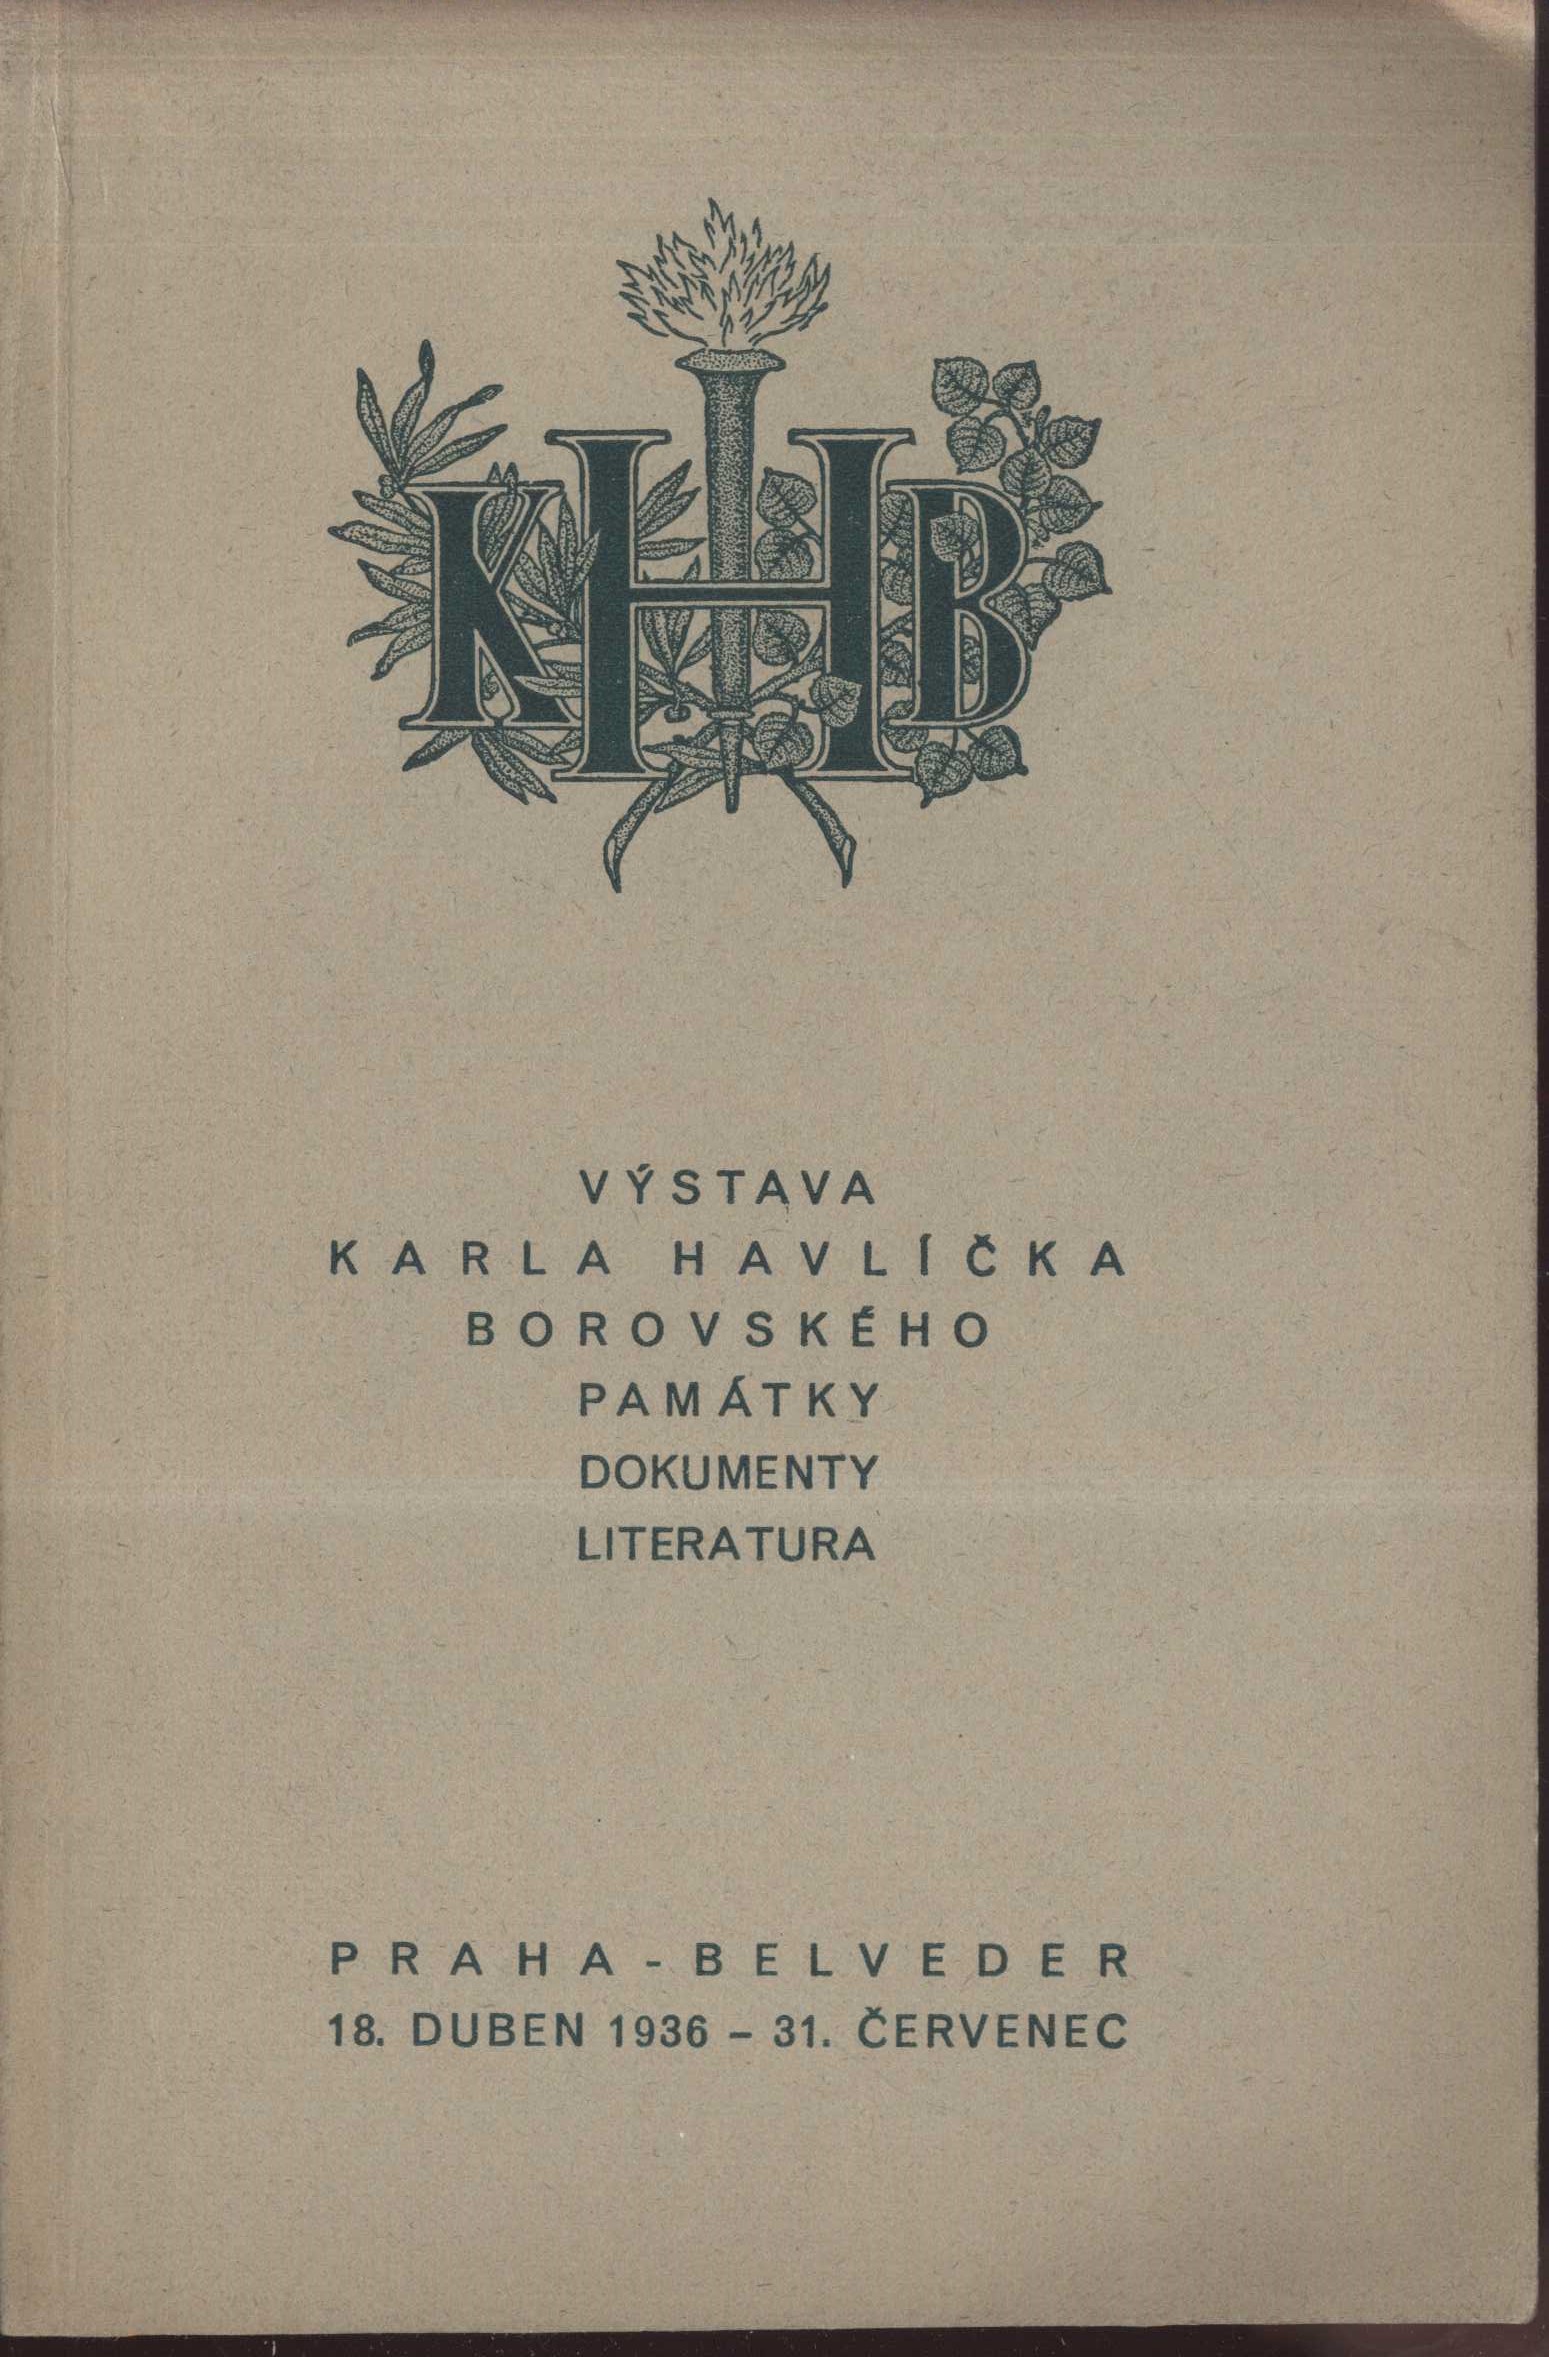 KHB
VÝSTAVA
KARLA HAVLÍČKA
BOROVSKÉHO
PAMÁTKY
DOKUMENTY
LITERATURA
PRAHA-BELVEDER
18. DUBEN 1936 – 31. ČERVENEC